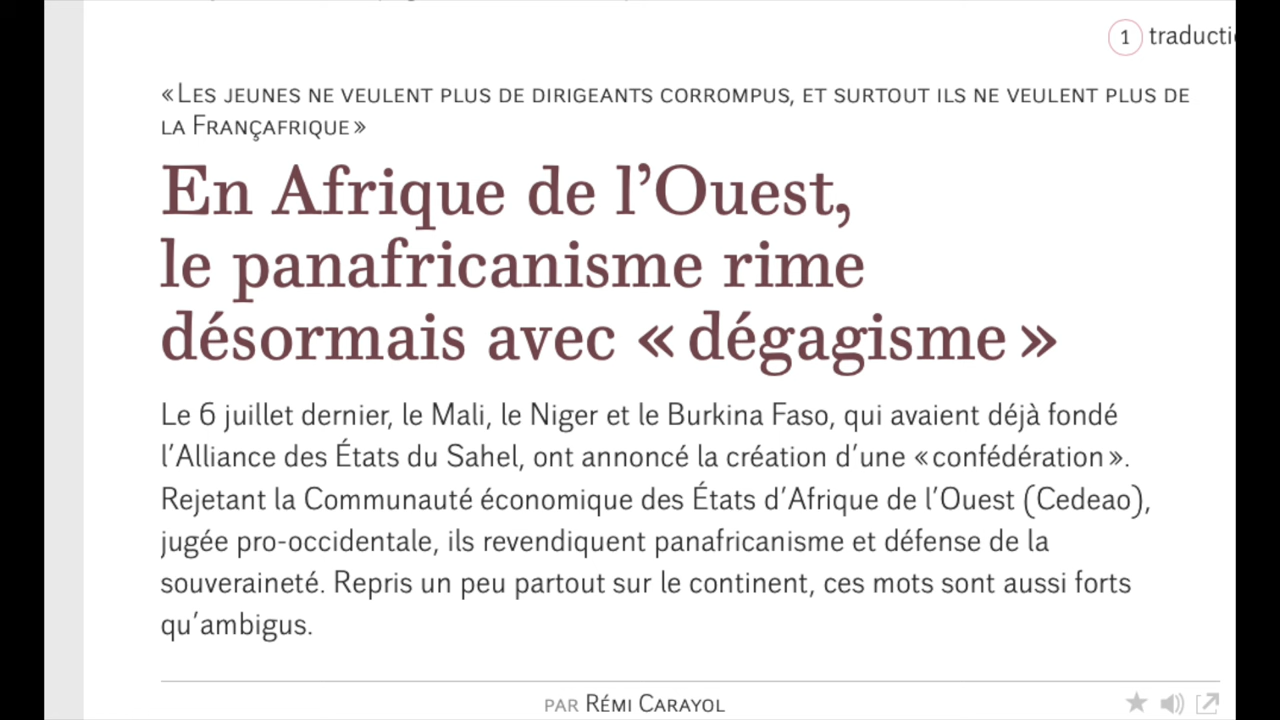 1 traducti
« Les jeunes ne veulent plus de dirigeants corrompus, et surtout ils ne veulent plus de
la Françafrique »
En Afrique de l’Ouest,
le panafricanisme rime
désormais avec « dégagisme »
Le 6 juillet dernier, le Mali, le Niger et le Burkina Faso, qui avaient déjà fondé
l’Alliance des États du Sahel, ont annoncé la création d’une « confédération ».
Rejetant la Communauté économique des États d’Afrique de l’Ouest (Cedeao),
jugée pro-occidentale, ils revendiquent panafricanisme et défense de la
souveraineté. Repris un peu partout sur le continent, ces mots sont aussi forts
qu’ambigus.
par Rémi Carayol